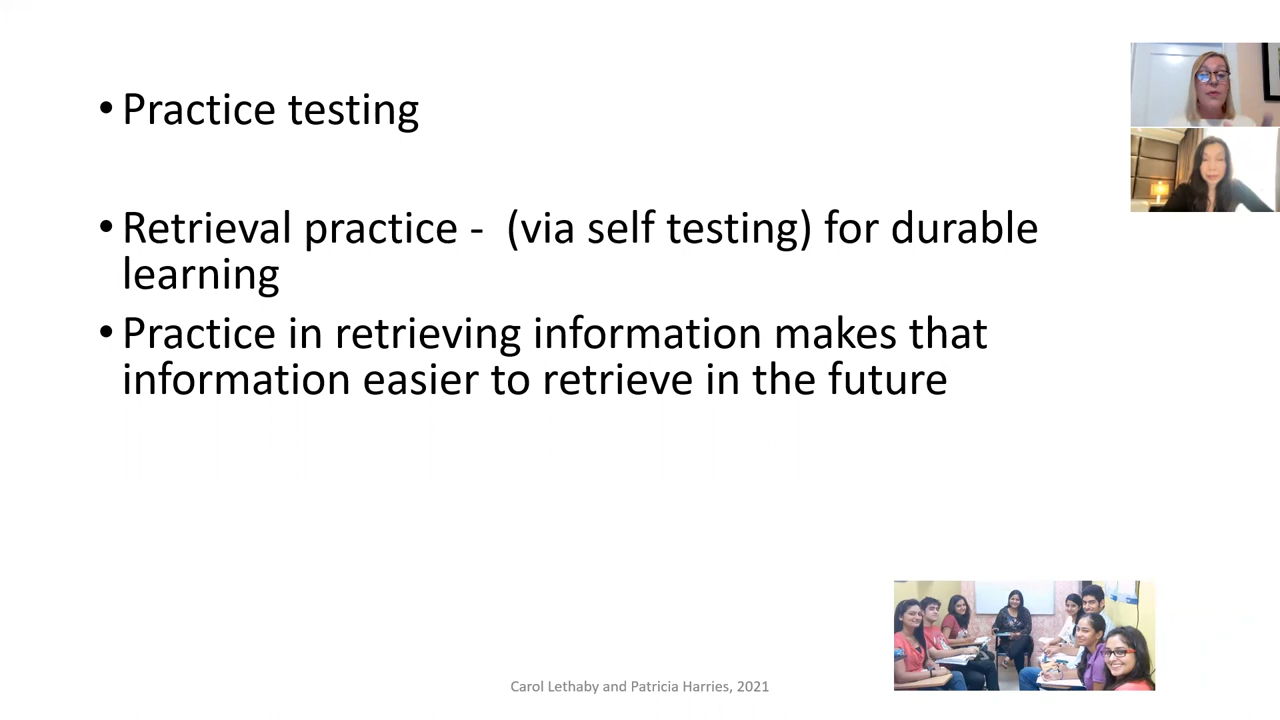 • Practice testing
• Retrieval practice -  (via self testing) for durable
learning
• Practice in retrieving information makes that
information easier to retrieve in the future
Carol Lethaby and Patricia Harries, 2021